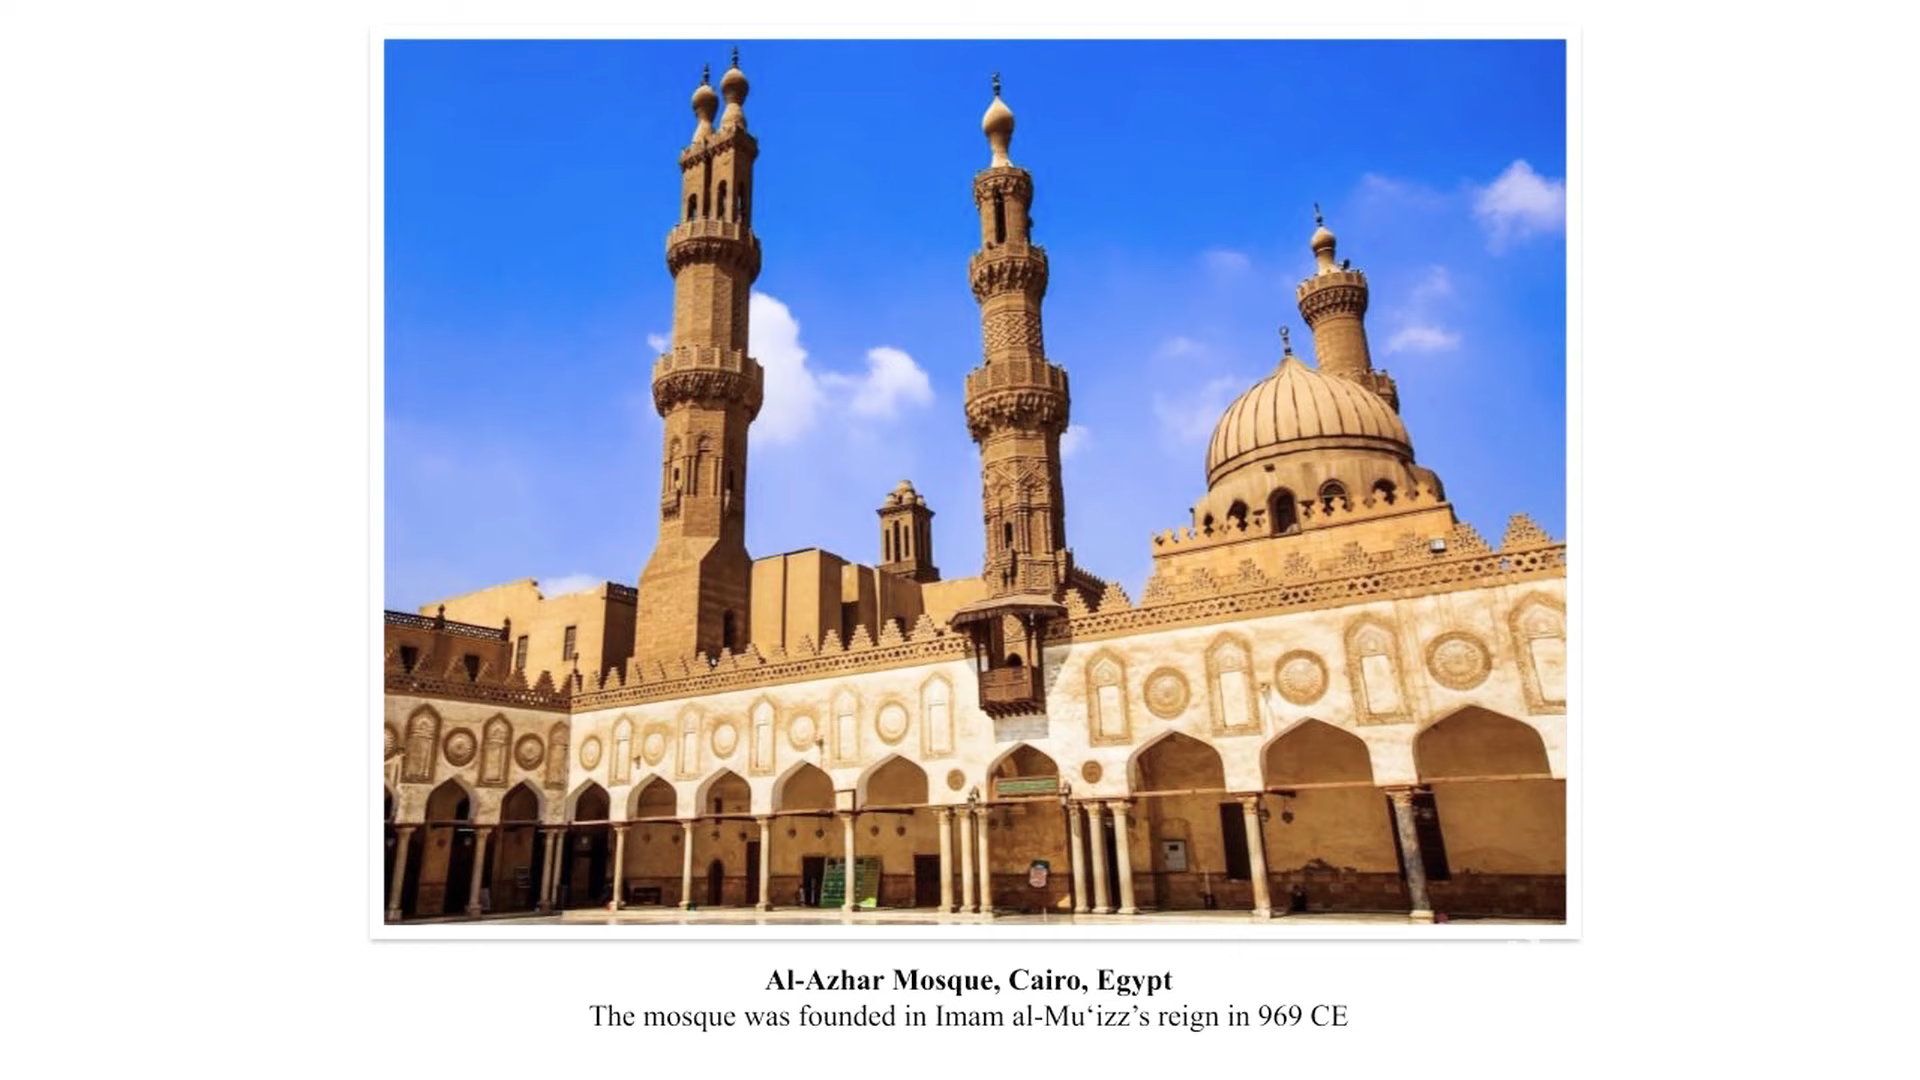 Al-Azhar Mosque, Cairo, Egypt
The mosque was founded in Imam al-Mu‘izz’s reign in 969 CE